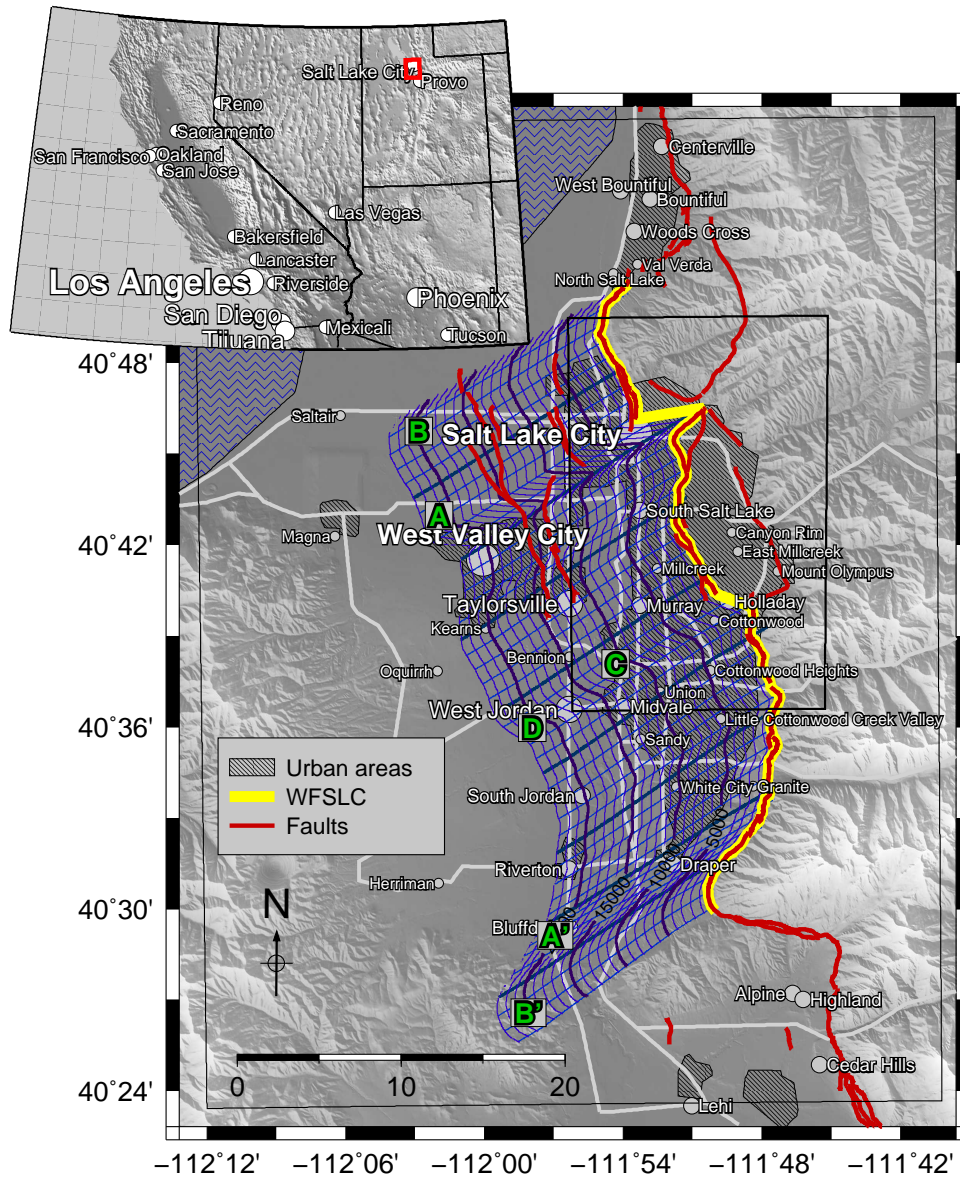 Salt Lake City
Provo
Reno
Sacramento
San Francisco
Oakland
San Jose
Las Vegas
Bakersfield
Lancaster
Los Angeles
Riverside
Phoenix
San Diego
Tijuana
Mexicali
Tucson
Centerville
West Bountiful
Bountiful
Woods Cross
Val Verda
North Salt Lake
40°48'
Saltair
B
Salt Lake City
A
South Salt Lake
West Valley City
Magna
Canyon Rim
40°42'
East Millcreek
Millcreek
Mount Olympus
Taylorsville
Murray
Holladay
Kearns
Cottonwood
Bennion
C
Oquirrh
Cottonwood Heights
Union
West Jordan
Midvale
D
Little Cottonwood Creek Valley
40°36'
Sandy
Urban areas
WFSLC
Faults
South Jordan
White City
Granite
5000
10000
15000
Riverton
Draper
Herriman
40°30'
N
Bluffd
A'
Alpine
Highland
B'
Cedar Hills
0 10 20
40°24'
Lehi
−112°12' −112°06' −112°00' −111°54' −111°48' −111°42'